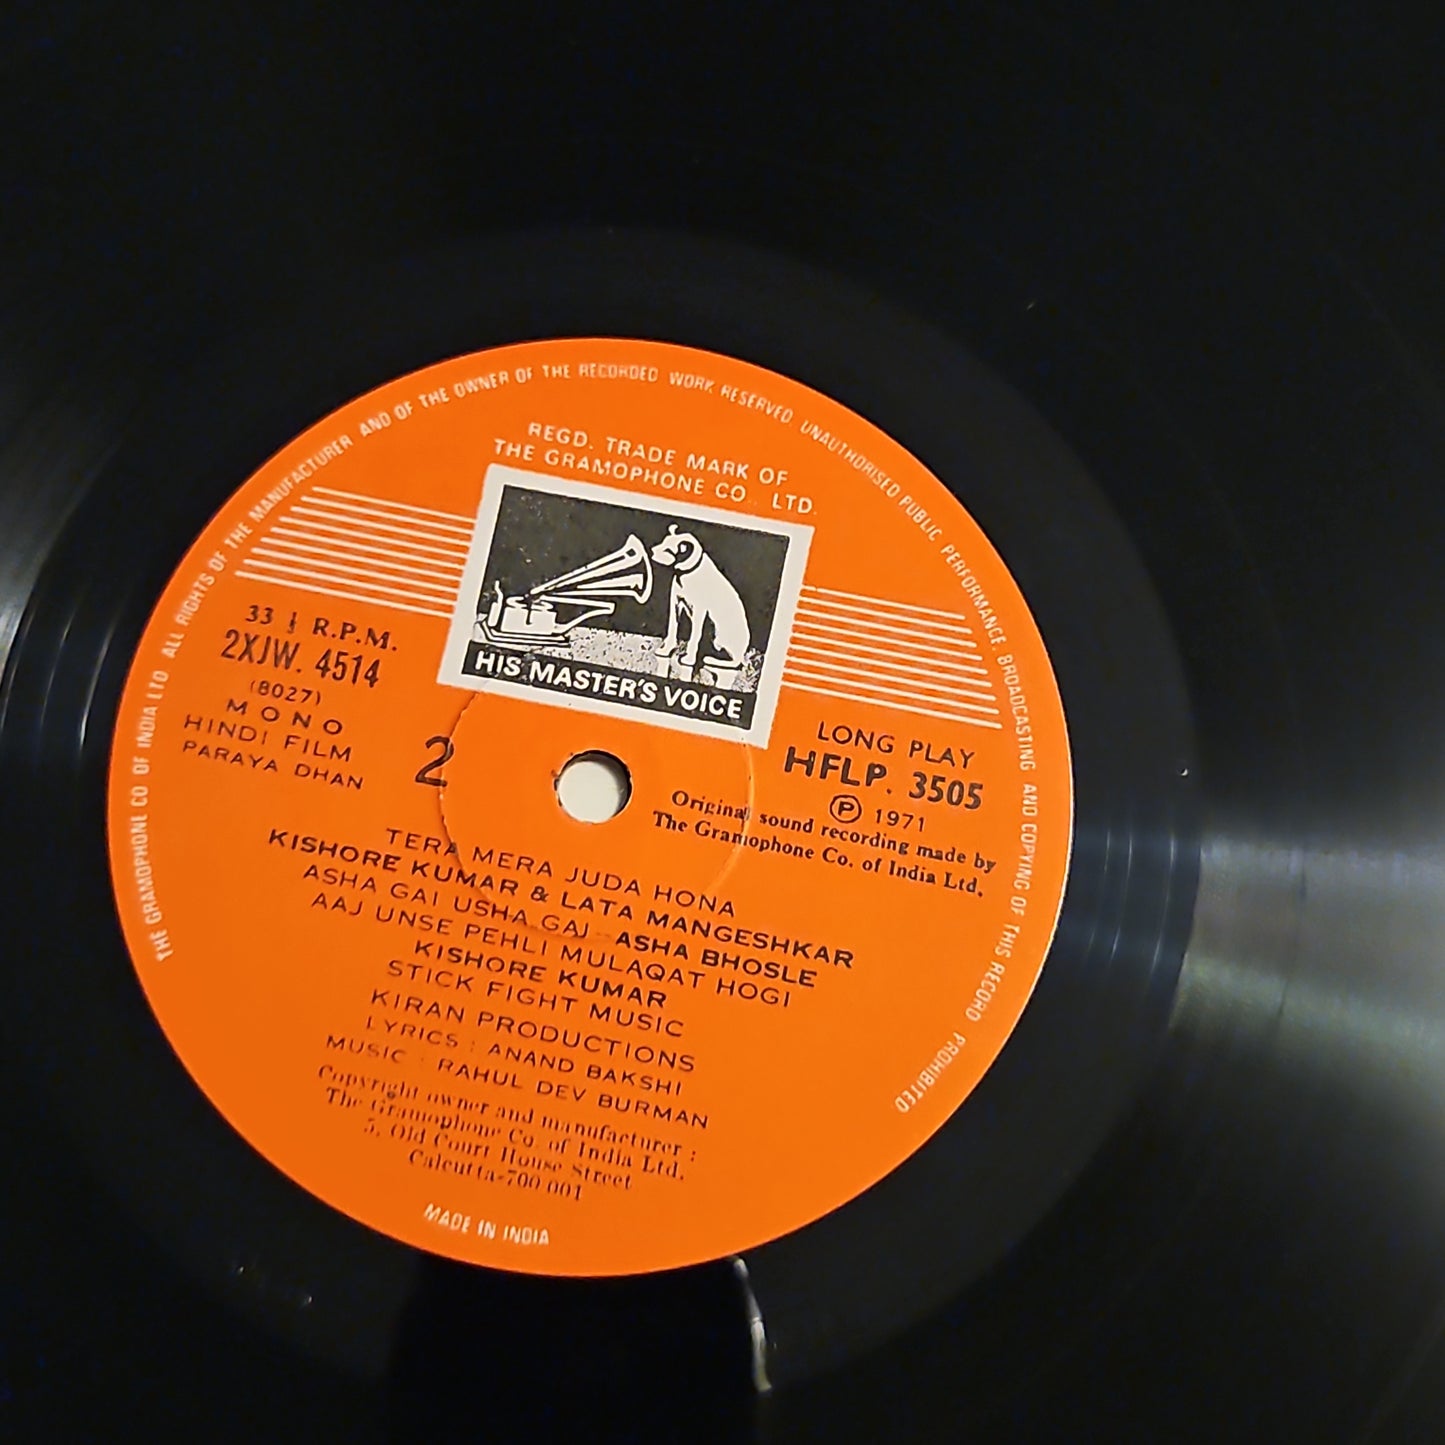 THE GRAMOPHONE CO OF INDIA LTD ALL RIGHTS OF THE MANUFACTURER AND OF THE OWNER OF THE RECORDED WORK RESERVED UNAUTHORISED PUBLIC PERFORMANCE BROADCASTING AND COPYING OF THIS RECORD PROHIBITED
REGD. TRADE MARK OF
THE GRAMOPHONE CO., LTD.
HIS MASTER'S VOICE
33 ⅓ R.P.M.
2XJW. 4514
(8027)
MONO
HINDI FILM
PARAYA DHAN
2
LONG PLAY
HFLP. 3505
Ⓟ 1971
Original sound recording made by
The Gramophone Co. of India Ltd.
TERA MERA JUDA HONA
KISHORE KUMAR & LATA MANGESHKAR
ASHA GAI USHA GAI - ASHA BHOSLE
AAJ UNSE PEHLI MULAQAT HOGI
KISHORE KUMAR
STICK FIGHT MUSIC
KIRAN PRODUCTIONS
LYRICS : ANAND BAKSHI
MUSIC : RAHUL DEV BURMAN
Copyright owner and manufacturer :
The Gramophone Co. of India Ltd.
5, Old Court House Street
Calcutta-700 001
MADE IN INDIA